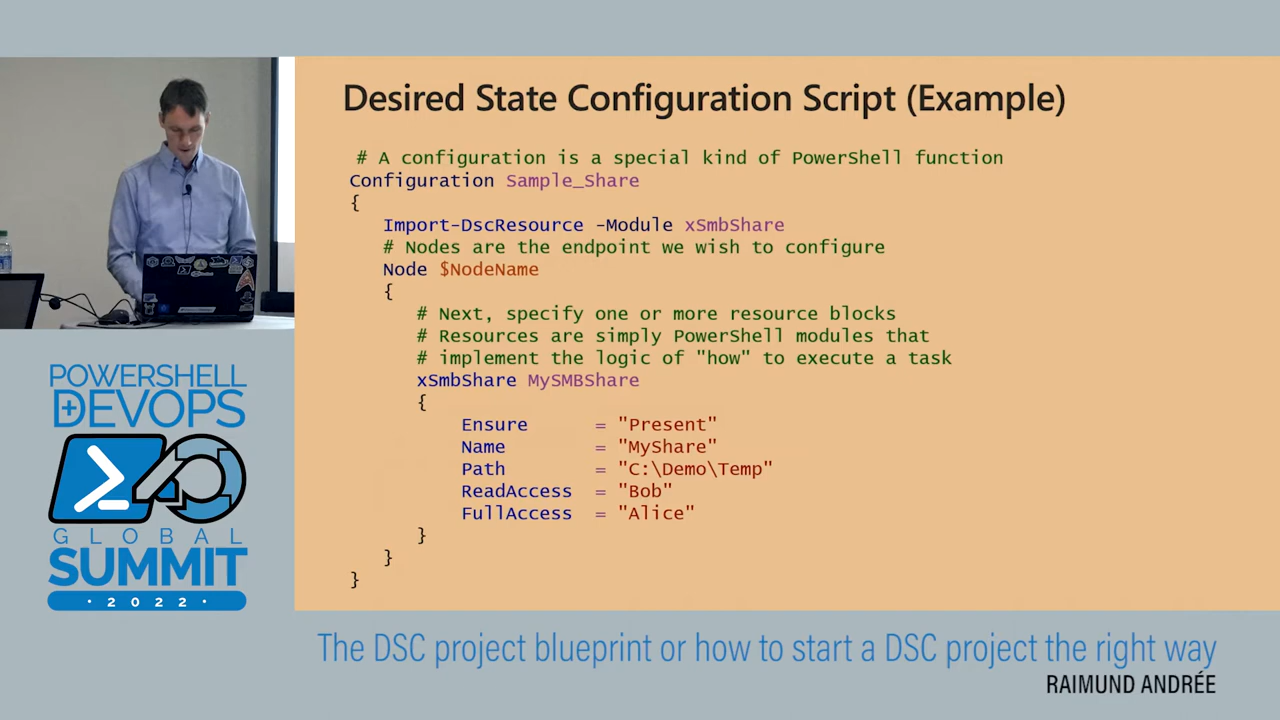 Desired State Configuration Script (Example)
# A configuration is a special kind of PowerShell function
Configuration Sample_Share
{
Import-DscResource -Module xSmbShare
# Nodes are the endpoint we wish to configure
Node $NodeName
{
# Next, specify one or more resource blocks
# Resources are simply PowerShell modules that
# implement the logic of "how" to execute a task
xSmbShare MySMBShare
{
Ensure = "Present"
Name = "MyShare"
Path = "C:\Demo\Temp"
ReadAccess = "Bob"
FullAccess = "Alice"
}
}
}
POWERSHELL
+DEVOPS
GLOBAL
SUMMIT
· 2022 ·
The DSC project blueprint or how to start a DSC project the right way
RAIMUND ANDRÉE